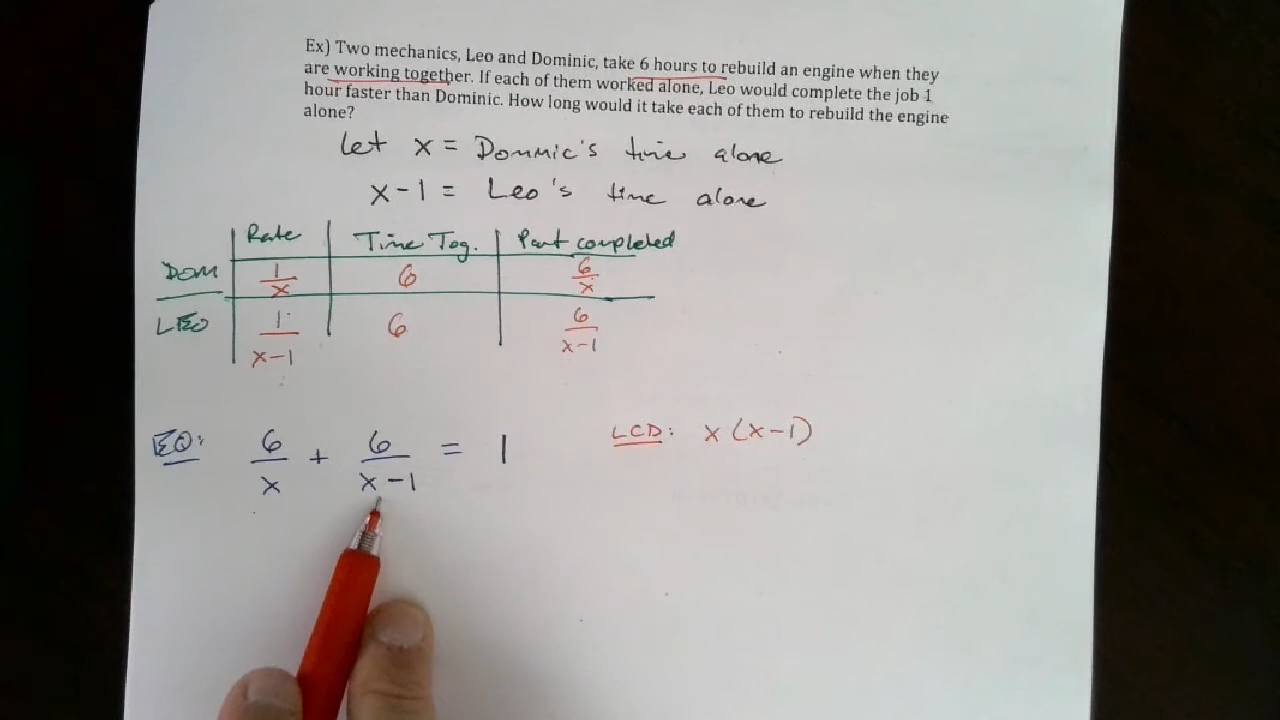 Ex) Two mechanics, Leo and Dominic, take 6 hours to rebuild an engine when they
are working together. If each of them worked alone, Leo would complete the job 1
hour faster than Dominic. How long would it take each of them to rebuild the engine
alone?
Let x = Dominic's time alone
x-1 = Leo's time alone
Rate Time Tog. Part completed
DOM 1/x 6 6/x
LEO 1/x-1 6 6/x-1
EQ: 6/x + 6/x-1 = 1 LCD: x(x-1)